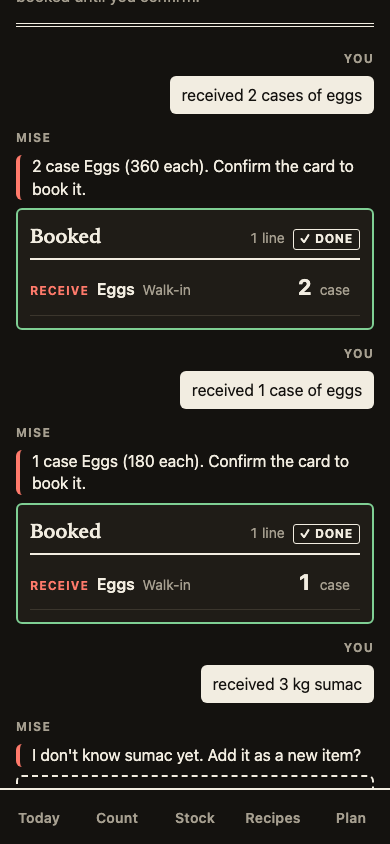 YOU
received 2 cases of eggs
MISE
2 case Eggs (360 each). Confirm the card to
book it.
Booked 1 line ✓ DONE
RECEIVE Eggs Walk-in 2 case
YOU
received 1 case of eggs
MISE
1 case Eggs (180 each). Confirm the card to
book it.
Booked 1 line ✓ DONE
RECEIVE Eggs Walk-in 1 case
YOU
received 3 kg sumac
MISE
I don't know sumac yet. Add it as a new item?
Today Count Stock Recipes Plan